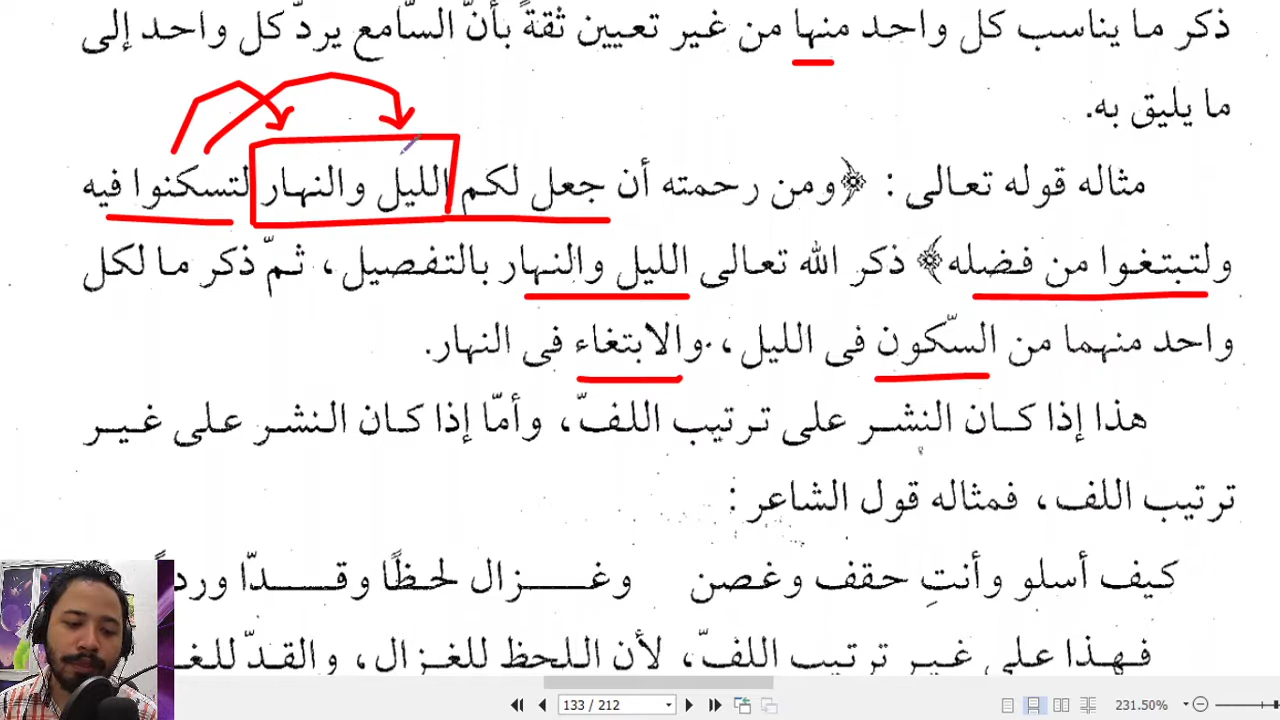 ذكر ما يناسب كل واحد منها من غير تعيين ثقةً بأنّ السّامع يردّ كل واحد إلى
ما يليق به.
مثاله قوله تعالى : ﴿ومن رحمته أن جعل لكم الليل والنهار لتسكنوا فيه
ولتبتغوا من فضله﴾ ذكر الله تعالى الليل والنهار بالتفصيل، ثمّ ذكر ما لكل
واحد منهما من السّكون فى الليل، والابتغاء فى النهار.
هذا إذا كان النشر على ترتيب اللفّ، وأمّا إذا كان النشر على غير
ترتيب اللف، فمثاله قول الشاعر :
كيف أسلو وأنتِ حقف وغصن وغزال لحظًا وقدّا
فهذا على غير ترتيب اللفّ، لأن اللحظ للغزال، والقدّ
133 / 212
231.50%